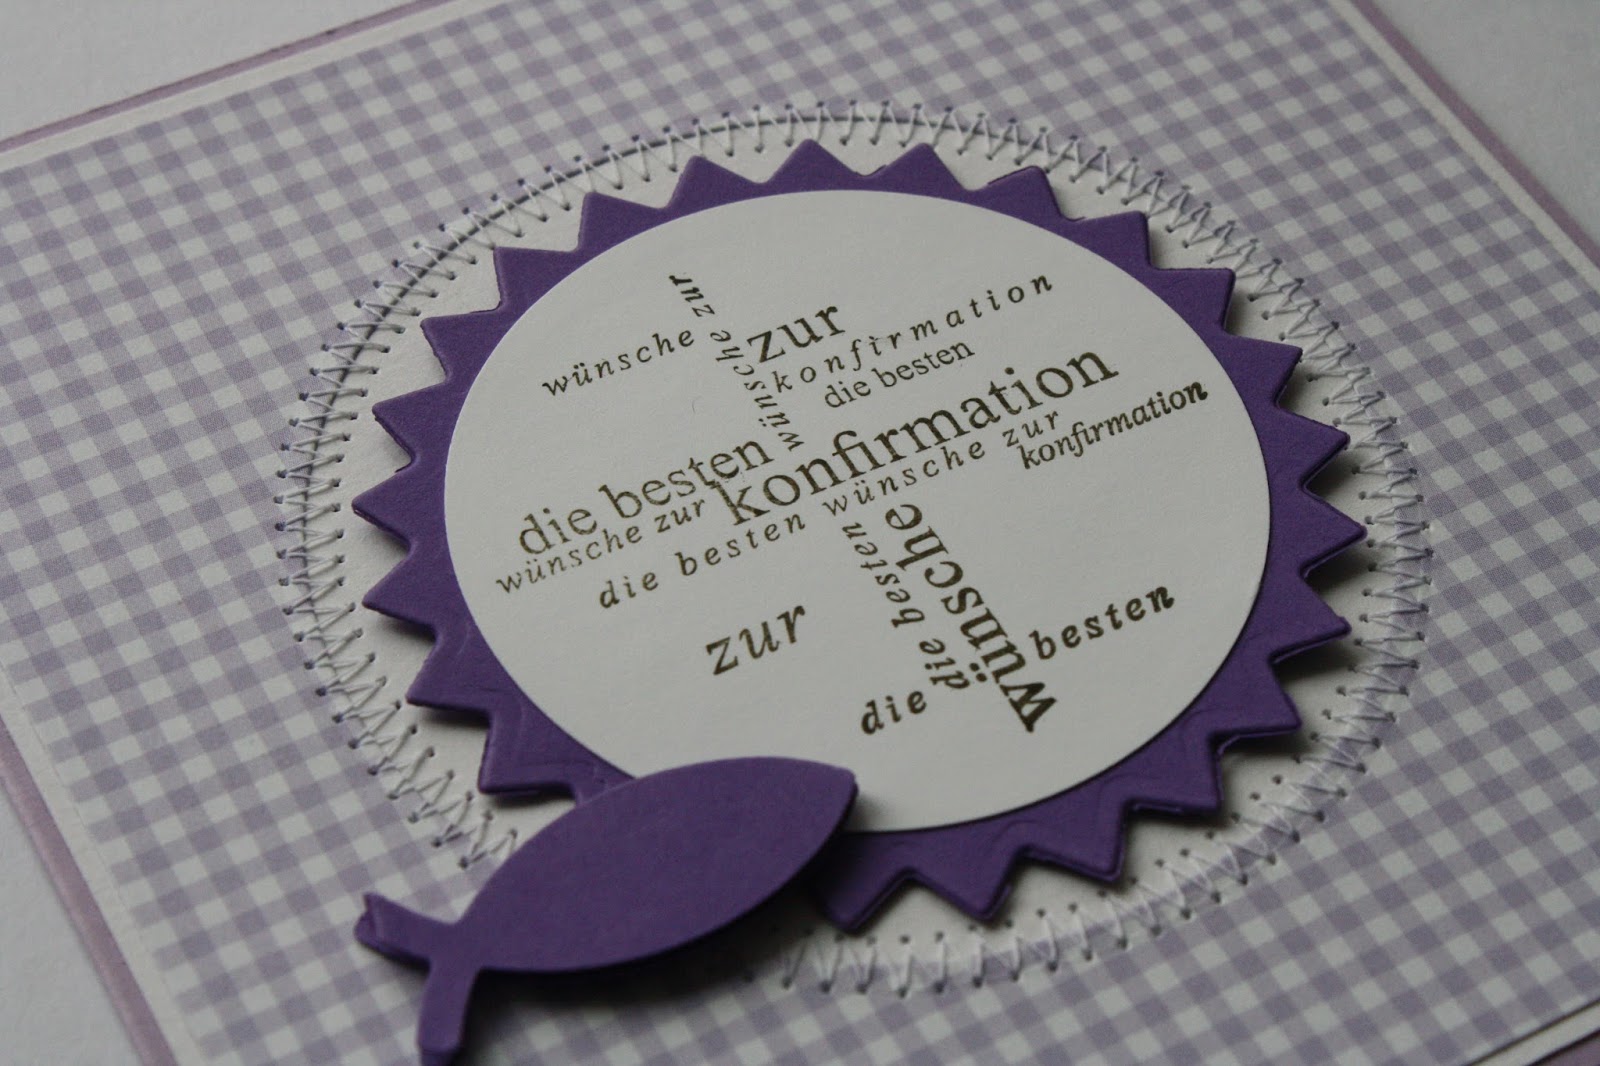 wünsche zur
wünsche zur
konfirmation
die besten
die besten
konfirmation
wünsche zur
die besten wünsche zur
konfirmation
wünsche
die besten
zur
die besten